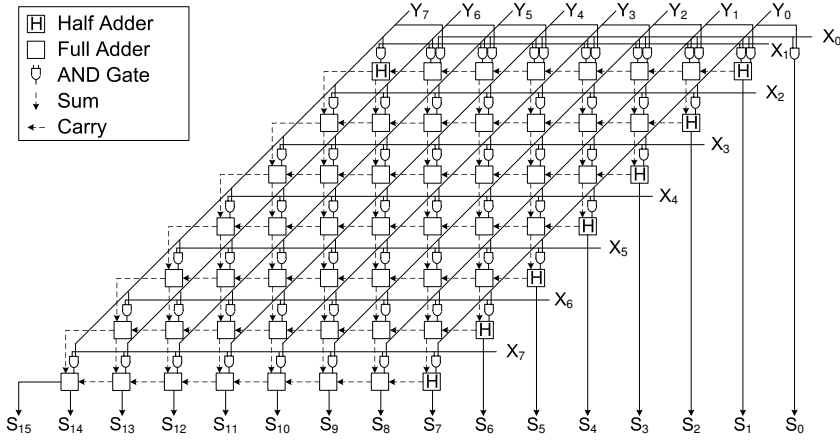 Y₇ Y₆ Y₅ Y₄ Y₃ Y₂ Y₁ Y₀
H Half Adder
Full Adder
AND Gate
Sum
Carry
X₀
X₁
H H
X₂
H
X₃
H
X₄
H
X₅
H
X₆
H
X₇
H
S₁₅ S₁₄ S₁₃ S₁₂ S₁₁ S₁₀ S₉ S₈ S₇ S₆ S₅ S₄ S₃ S₂ S₁ S₀